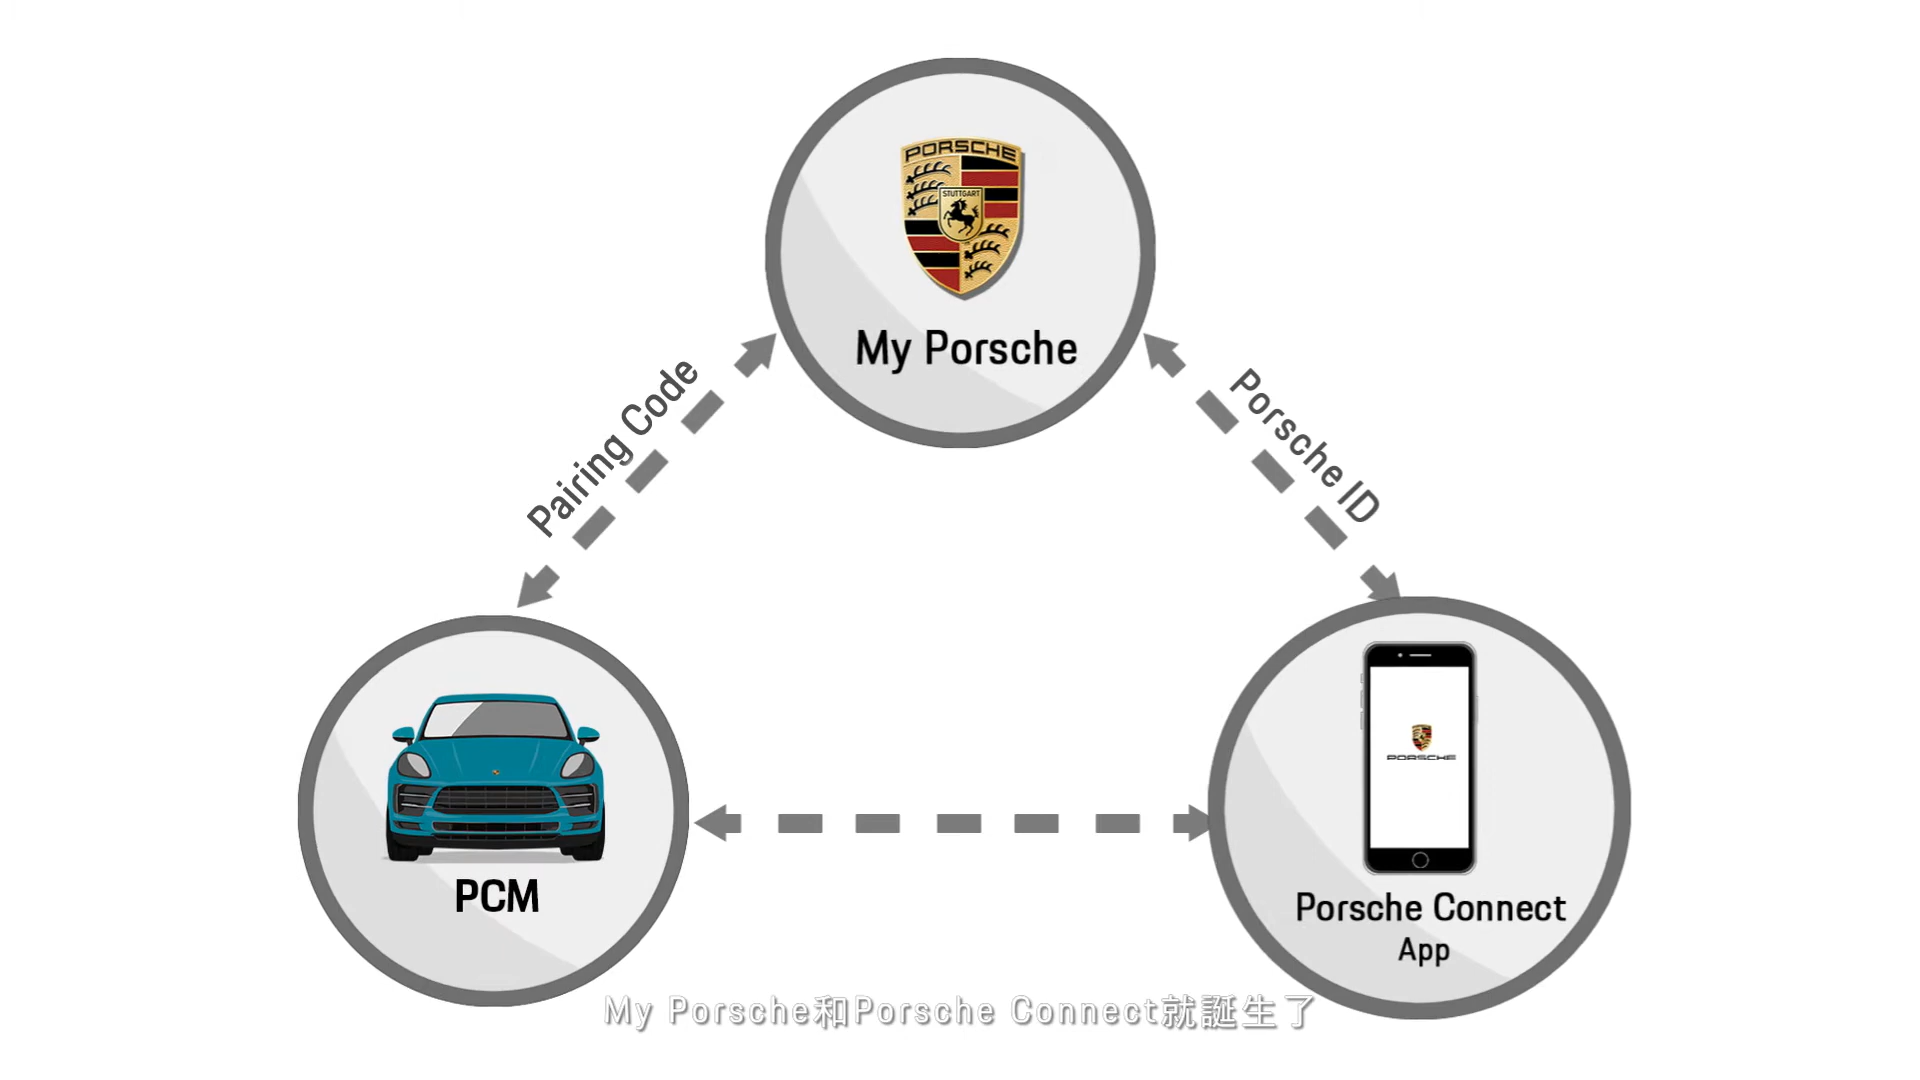 PORSCHE
STUTTGART
My Porsche
Pairing Code
Porsche ID
PCM
PORSCHE
Porsche Connect
App
My Porsche和Porsche Connect就誕生了